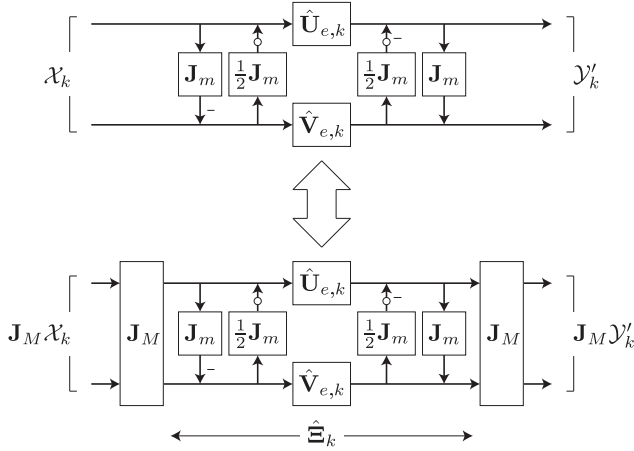 Û_{e,k}
𝒳_k J_m ½J_m ½J_m J_m 𝒴′_k
V̂_{e,k}
Û_{e,k}
J_M 𝒳_k J_M J_m ½J_m ½J_m J_m J_M J_M 𝒴′_k
V̂_{e,k}
Ξ̂_k